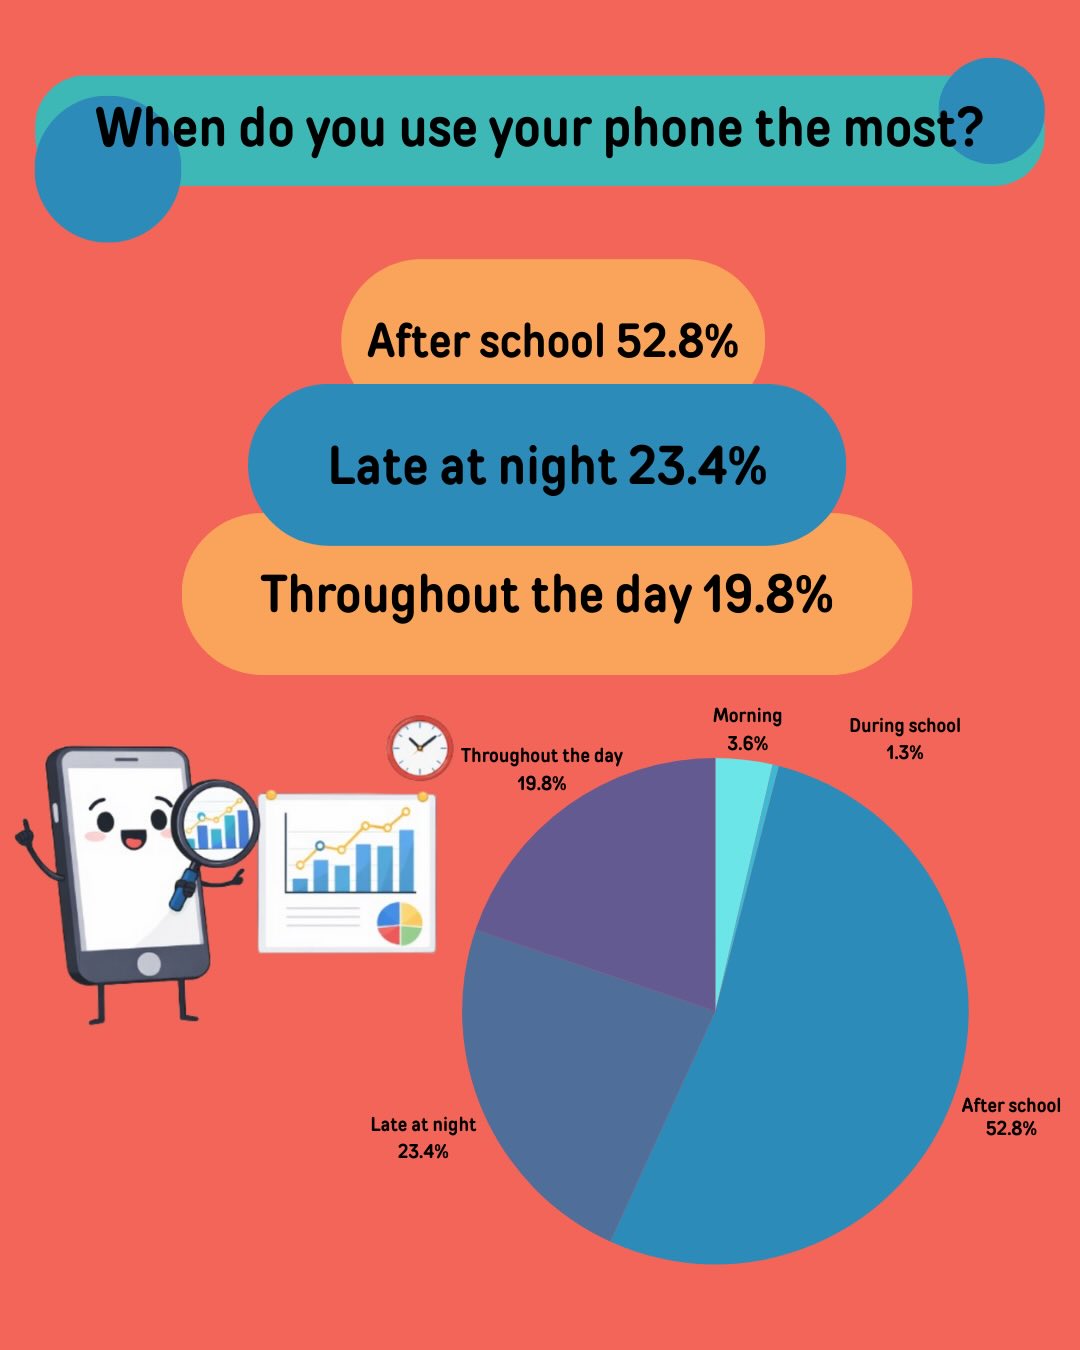 When do you use your phone the most?
After school 52.8%
Late at night 23.4%
Throughout the day 19.8%
Morning
3.6%
During school
1.3%
Throughout the day
19.8%
After school
52.8%
Late at night
23.4%